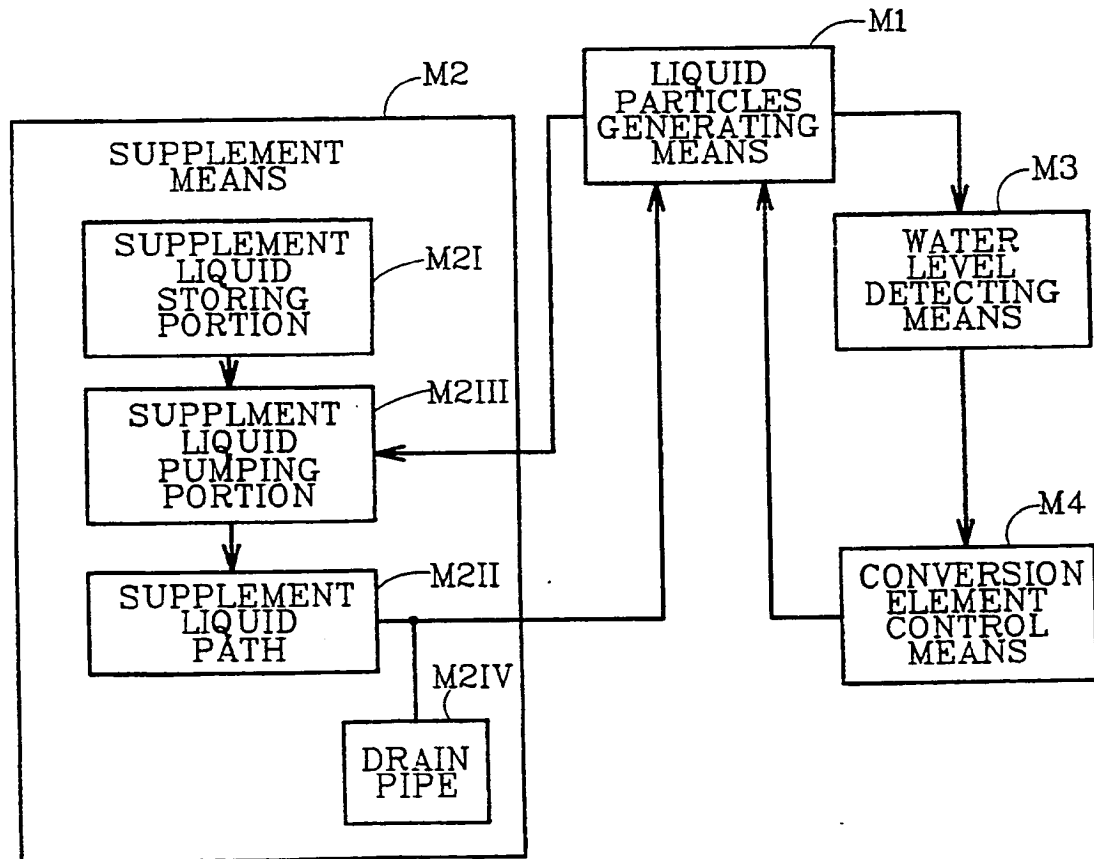 M1
LIQUID
PARTICLES
GENERATING
MEANS
M2
SUPPLEMENT
MEANS
M3
WATER
LEVEL
DETECTING
MEANS
SUPPLEMENT
LIQUID
STORING
PORTION
M2I
SUPPLMENT
LIQUID
PUMPING
PORTION
M2III
M4
CONVERSION
ELEMENT
CONTROL
MEANS
SUPPLEMENT
LIQUID
PATH
M2II
M2IV
DRAIN
PIPE